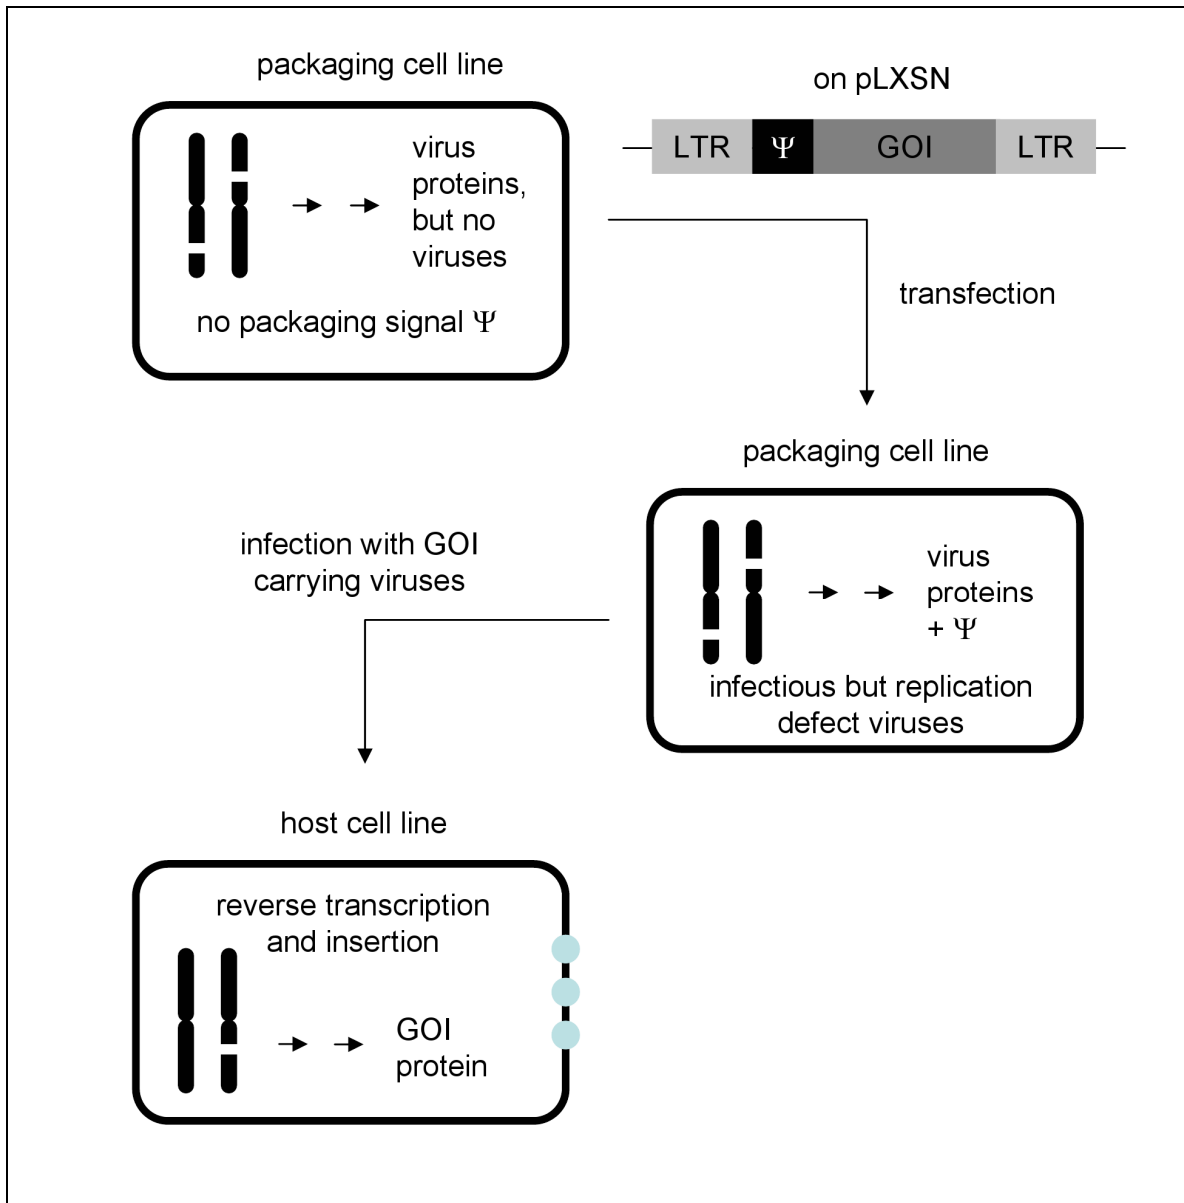 packaging cell line
virus
proteins,
but no
viruses
no packaging signal Ψ
on pLXSN
LTR Ψ GOI LTR
transfection
packaging cell line
virus
proteins
+ Ψ
infectious but replication
defect viruses
infection with GOI
carrying viruses
host cell line
reverse transcription
and insertion
GOI
protein